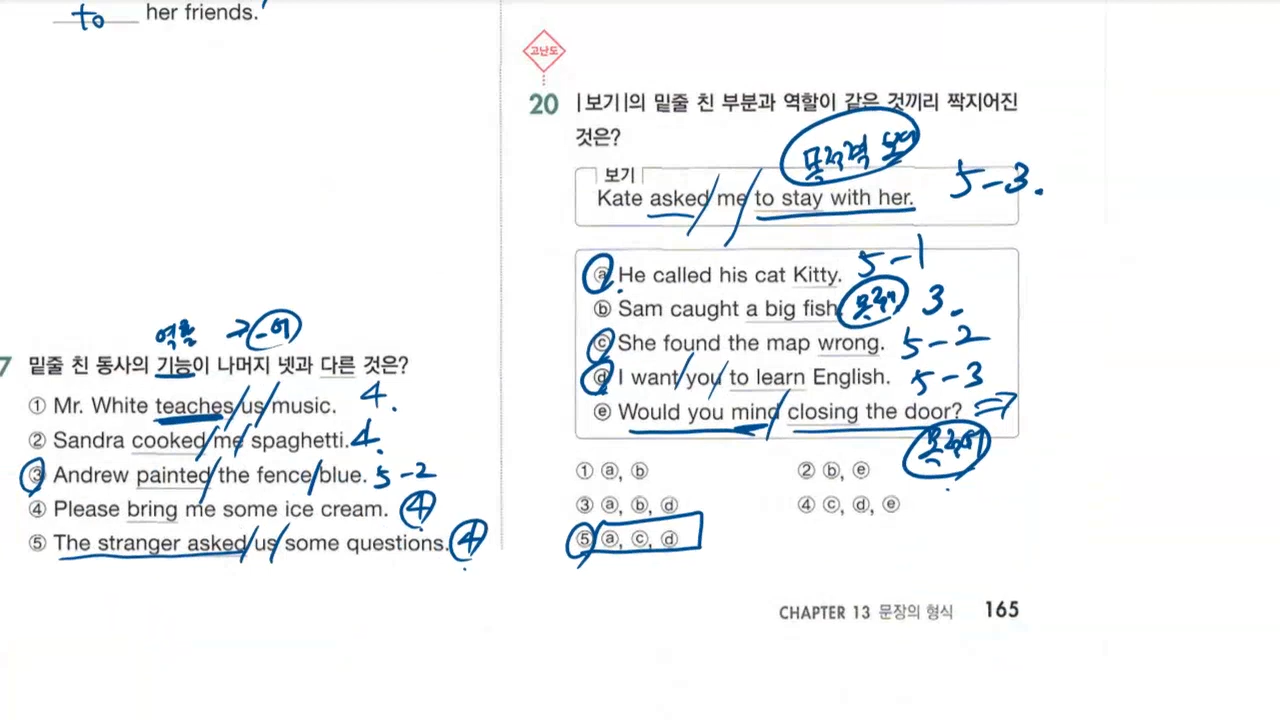 to her friends.'
7 밑줄 친 동사의 기능이 나머지 넷과 다른 것은?
역할 → -어
① Mr. White teaches us music. 4.
② Sandra cooked me spaghetti. 4.
③ Andrew painted the fence blue. 5-2
④ Please bring me some ice cream. ④
⑤ The stranger asked us some questions. ④
고난도
20 |보기|의 밑줄 친 부분과 역할이 같은 것끼리 짝지어진
것은?
목적격 보어
보기
Kate asked me to stay with her. 5-3.
ⓐ He called his cat Kitty. 5-1
ⓑ Sam caught a big fish. 3.
ⓒ She found the map wrong. 5-2
ⓓ I want you to learn English. 5-3
ⓔ Would you mind closing the door? ⇒
① ⓐ, ⓑ ② ⓑ, ⓔ
③ ⓐ, ⓑ, ⓓ ④ ⓒ, ⓓ, ⓔ
⑤ ⓐ, ⓒ, ⓓ
CHAPTER 13 문장의 형식 165